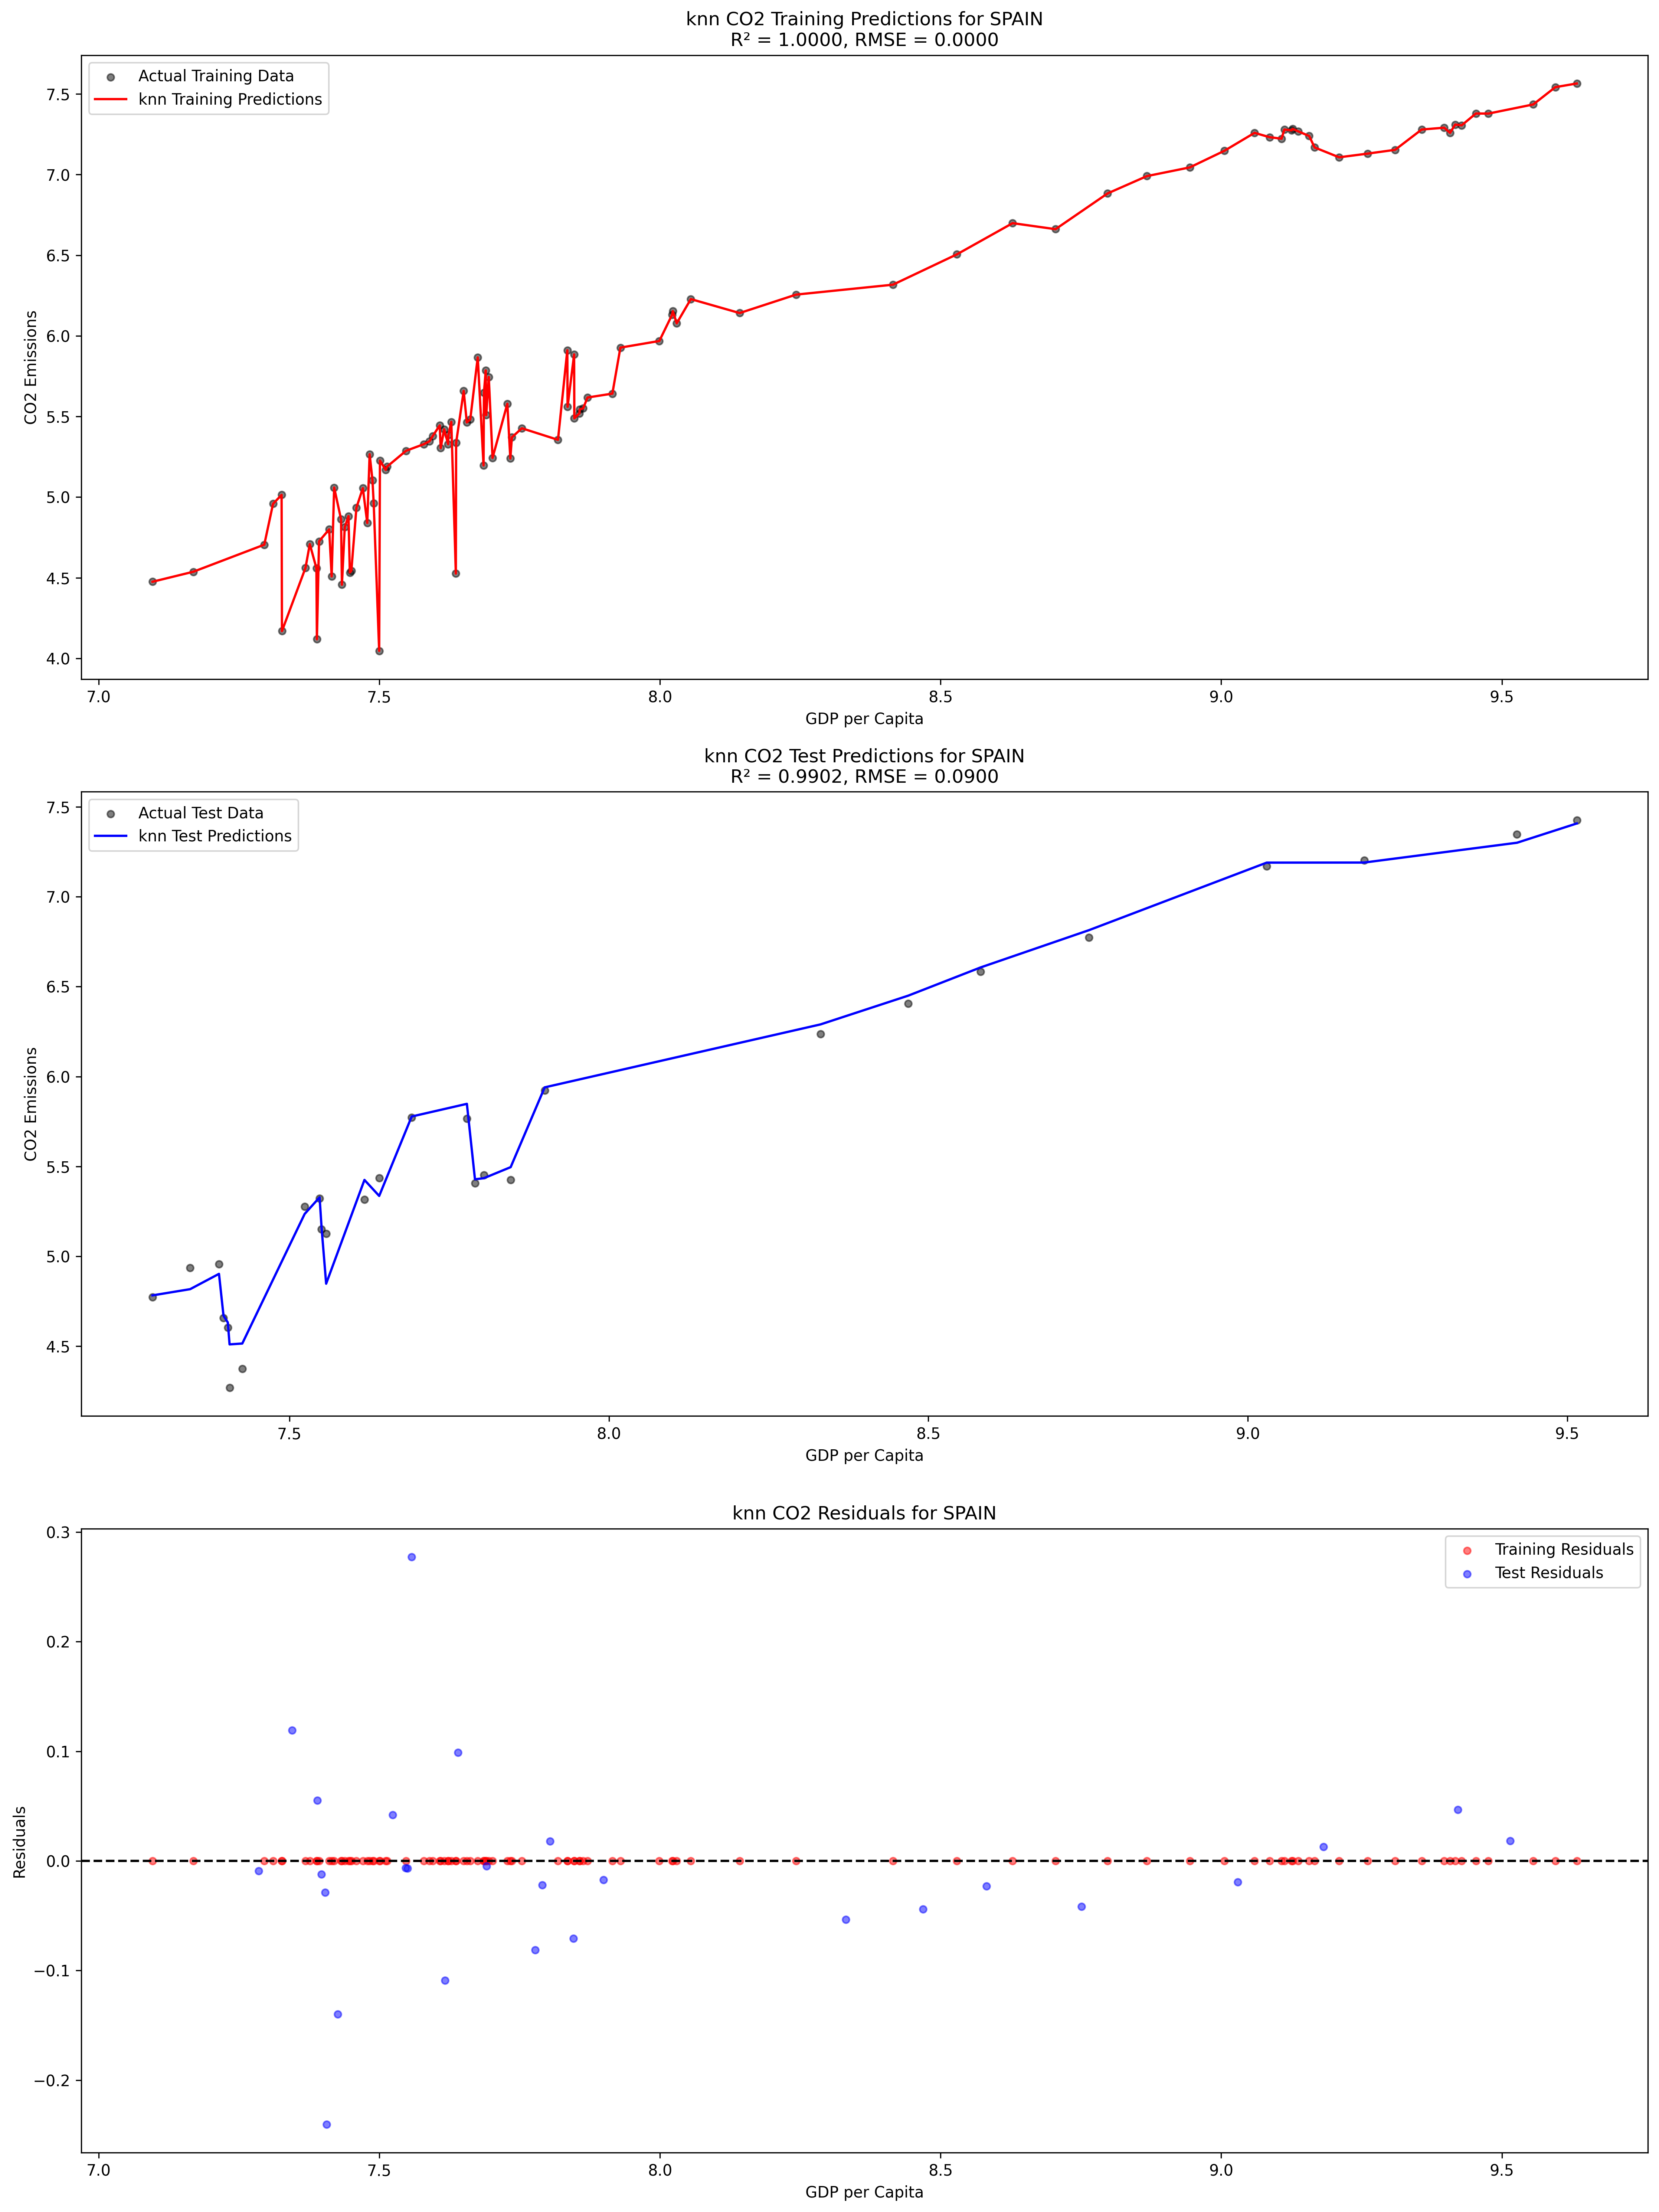 knn CO2 Training Predictions for SPAIN
R² = 1.0000, RMSE = 0.0000
Actual Training Data
knn Training Predictions
CO2 Emissions
7.5
7.0
6.5
6.0
5.5
5.0
4.5
4.0
7.0 7.5 8.0 8.5 9.0 9.5
GDP per Capita
knn CO2 Test Predictions for SPAIN
R² = 0.9902, RMSE = 0.0900
Actual Test Data
knn Test Predictions
CO2 Emissions
7.5
7.0
6.5
6.0
5.5
5.0
4.5
7.5 8.0 8.5 9.0 9.5
GDP per Capita
knn CO2 Residuals for SPAIN
Training Residuals
Test Residuals
Residuals
0.3
0.2
0.1
0.0
−0.1
−0.2
7.0 7.5 8.0 8.5 9.0 9.5
GDP per Capita